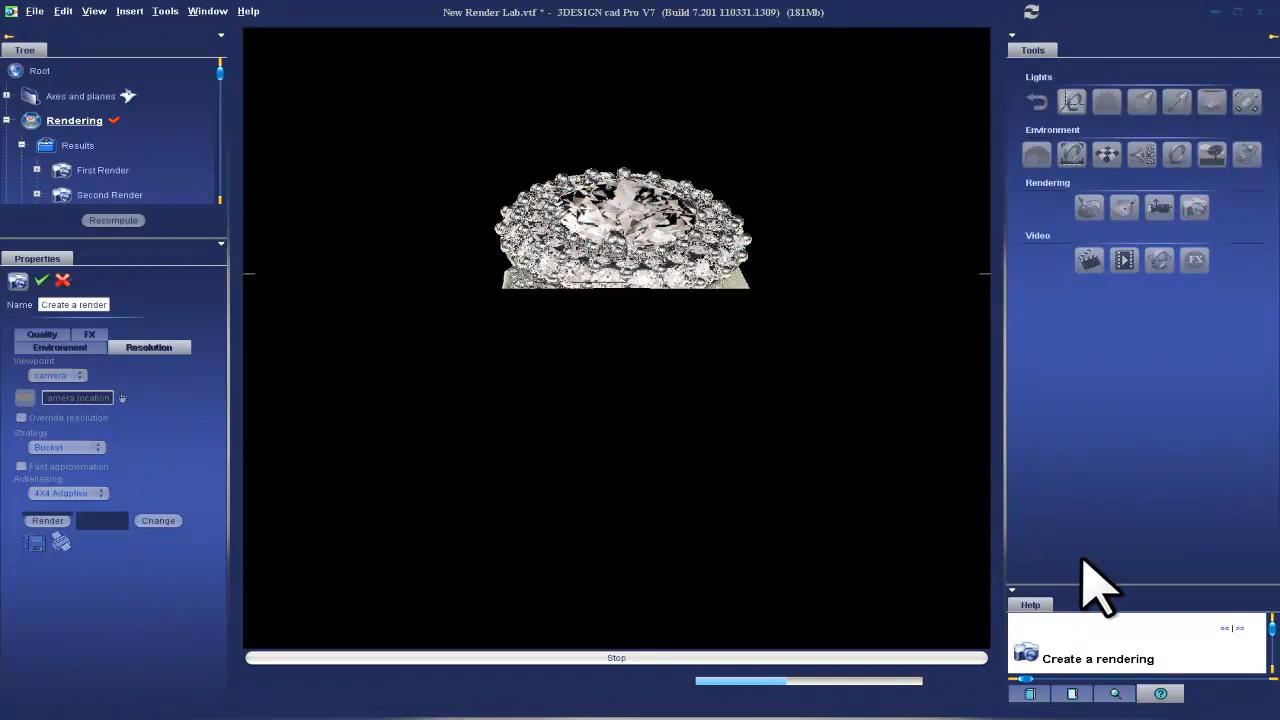 File Edit View Insert Tools Window Help
New Render Lab.vtf * - 3DESIGN cad Pro V7 (Build 7.201 110331.1309) (181Mb)
Tree
Root
Axes and planes
Rendering
Results
First Render
Second Render
Recompute
Properties
Name Create a render
Quality FX
Environment Resolution
Viewpoint
camera
amera location
Override resolution
Strategy
Bucket
Fast approximation
Antialiasing
4X4 Adaptive
Render Change
Stop
Tools
Lights
Environment
Rendering
Video
FX
Help
<< | >>
Create a rendering